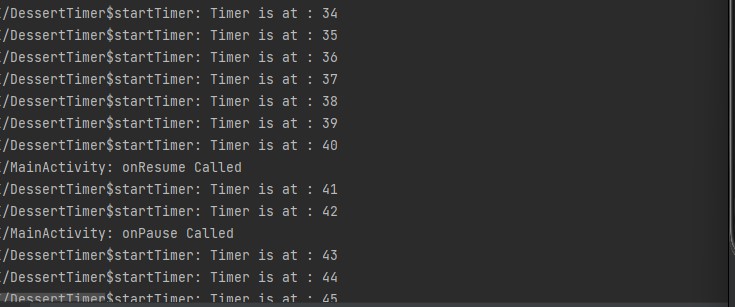 /DessertTimer$startTimer: Timer is at : 34
/DessertTimer$startTimer: Timer is at : 35
/DessertTimer$startTimer: Timer is at : 36
/DessertTimer$startTimer: Timer is at : 37
/DessertTimer$startTimer: Timer is at : 38
/DessertTimer$startTimer: Timer is at : 39
/DessertTimer$startTimer: Timer is at : 40
/MainActivity: onResume Called
/DessertTimer$startTimer: Timer is at : 41
/DessertTimer$startTimer: Timer is at : 42
/MainActivity: onPause Called
/DessertTimer$startTimer: Timer is at : 43
/DessertTimer$startTimer: Timer is at : 44
/DessertTimer$startTimer: Timer is at : 45